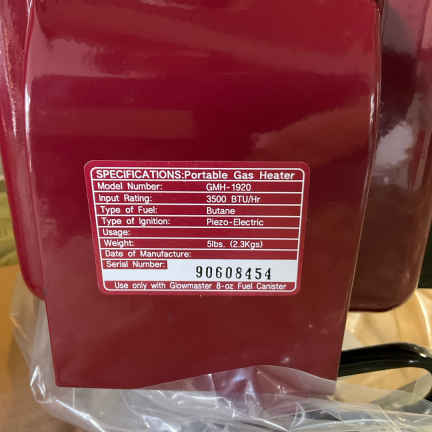 SPECIFICATIONS:Portable Gas Heater
Model Number: GMH-1920
Input Rating: 3500 BTU/Hr
Type of Fuel: Butane
Type of Ignition: Piezo-Electric
Usage:
Weight: 5lbs. (2.3Kgs)
Date of Manufacture:
Serial Number: 90608454
Use only with Glowmaster 8-oz Fuel Canister